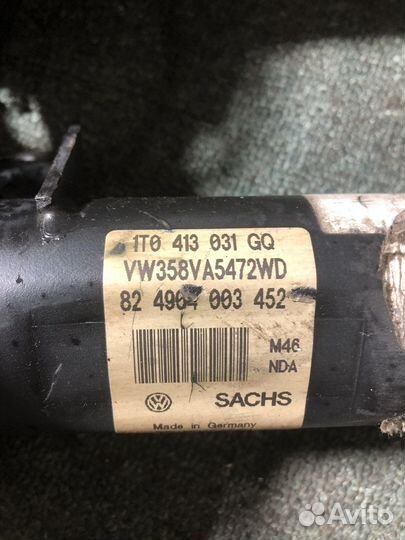 1T0 413 031 GQ
VW358VA5472WD
82 4904 003 452
M46
NDA
SACHS
Made in Germany
Avito